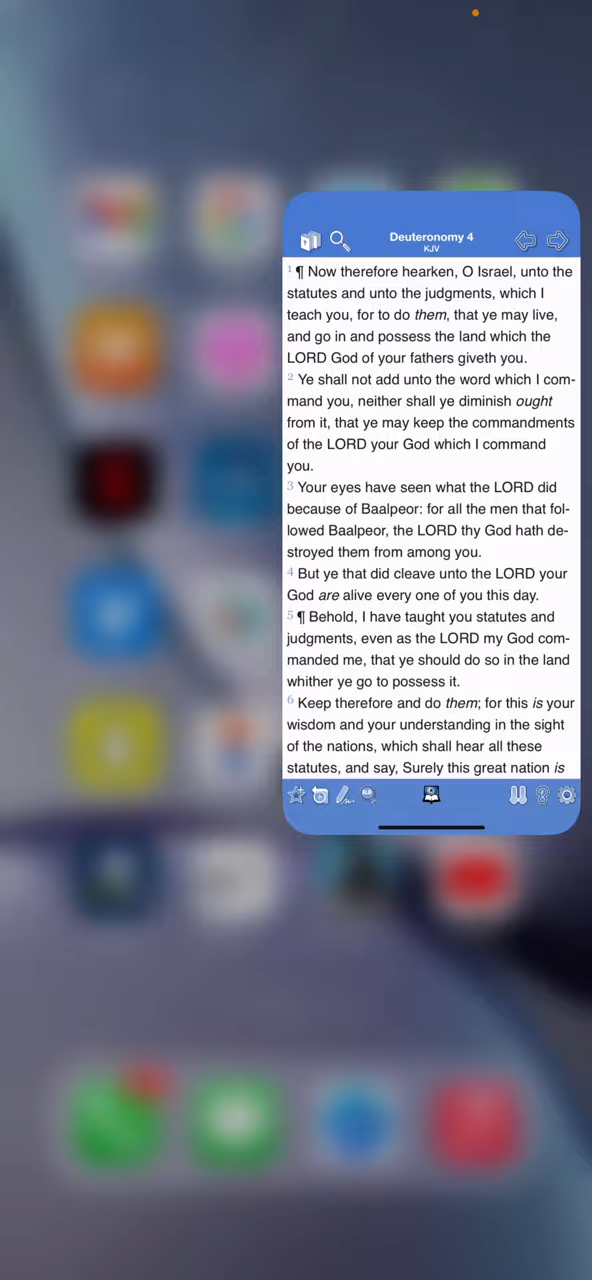 Deuteronomy 4
KJV
1 ¶ Now therefore hearken, O Israel, unto the
statutes and unto the judgments, which I
teach you, for to do them, that ye may live,
and go in and possess the land which the
LORD God of your fathers giveth you.
2 Ye shall not add unto the word which I com-
mand you, neither shall ye diminish ought
from it, that ye may keep the commandments
of the LORD your God which I command
you.
3 Your eyes have seen what the LORD did
because of Baalpeor: for all the men that fol-
lowed Baalpeor, the LORD thy God hath de-
stroyed them from among you.
4 But ye that did cleave unto the LORD your
God are alive every one of you this day.
5 ¶ Behold, I have taught you statutes and
judgments, even as the LORD my God com-
manded me, that ye should do so in the land
whither ye go to possess it.
6 Keep therefore and do them; for this is your
wisdom and your understanding in the sight
of the nations, which shall hear all these
statutes, and say, Surely this great nation is